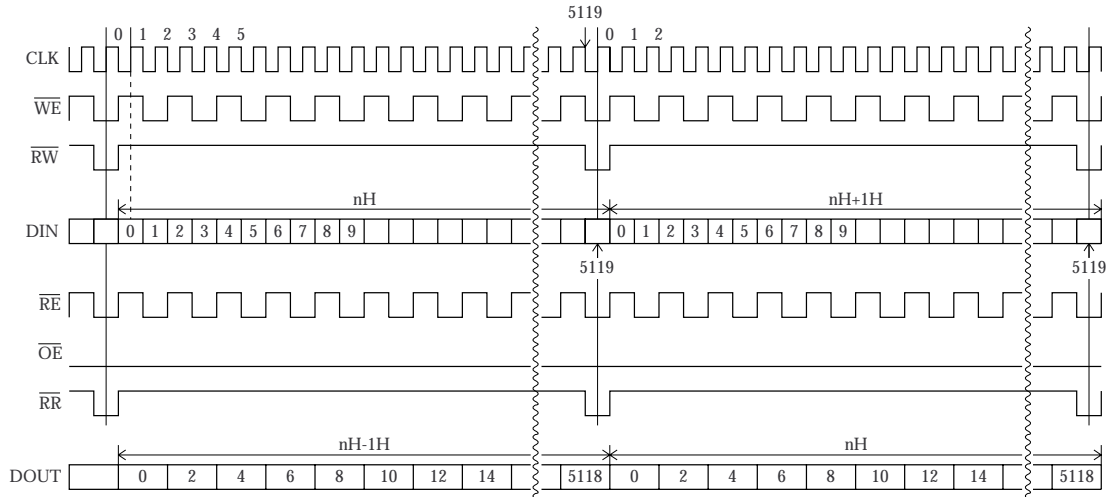 5119
0 1 2 3 4 5 0 1 2
CLK
WE
RW
nH nH+1H
DIN 0 1 2 3 4 5 6 7 8 9 0 1 2 3 4 5 6 7 8 9
5119 5119
RE
OE
RR
nH-1H nH
DOUT 0 2 4 6 8 10 12 14 5118 0 2 4 6 8 10 12 14 5118